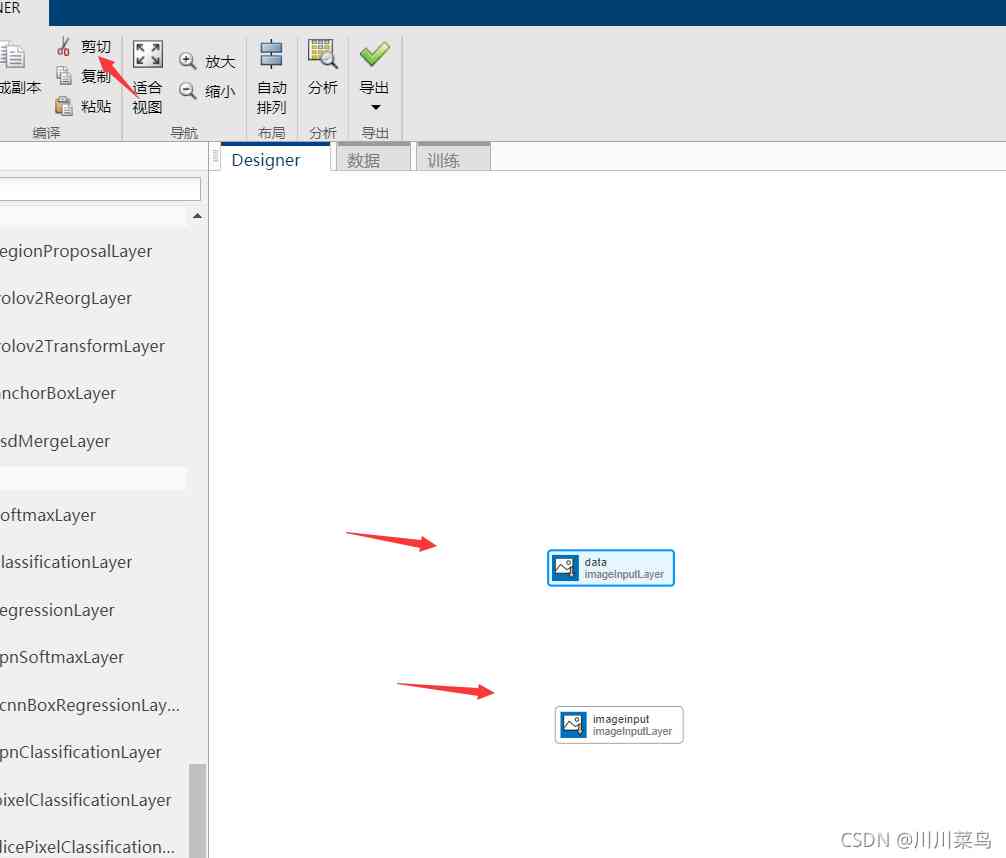 NER
成副本
剪切
复制
粘贴
适合
视图
放大
缩小
自动
排列
分析
导出
编译
导航
布局
分析
导出
Designer
数据
训练
egionProposalLayer
olov2ReorgLayer
olov2TransformLayer
nchorBoxLayer
sdMergeLayer
oftmaxLayer
lassificationLayer
egressionLayer
pnSoftmaxLayer
cnnBoxRegressionLay...
pnClassificationLayer
pixelClassificationLayer
dicePixelClassification...
data
imageInputLayer
imageinput
imageInputLayer
CSDN @川川菜鸟